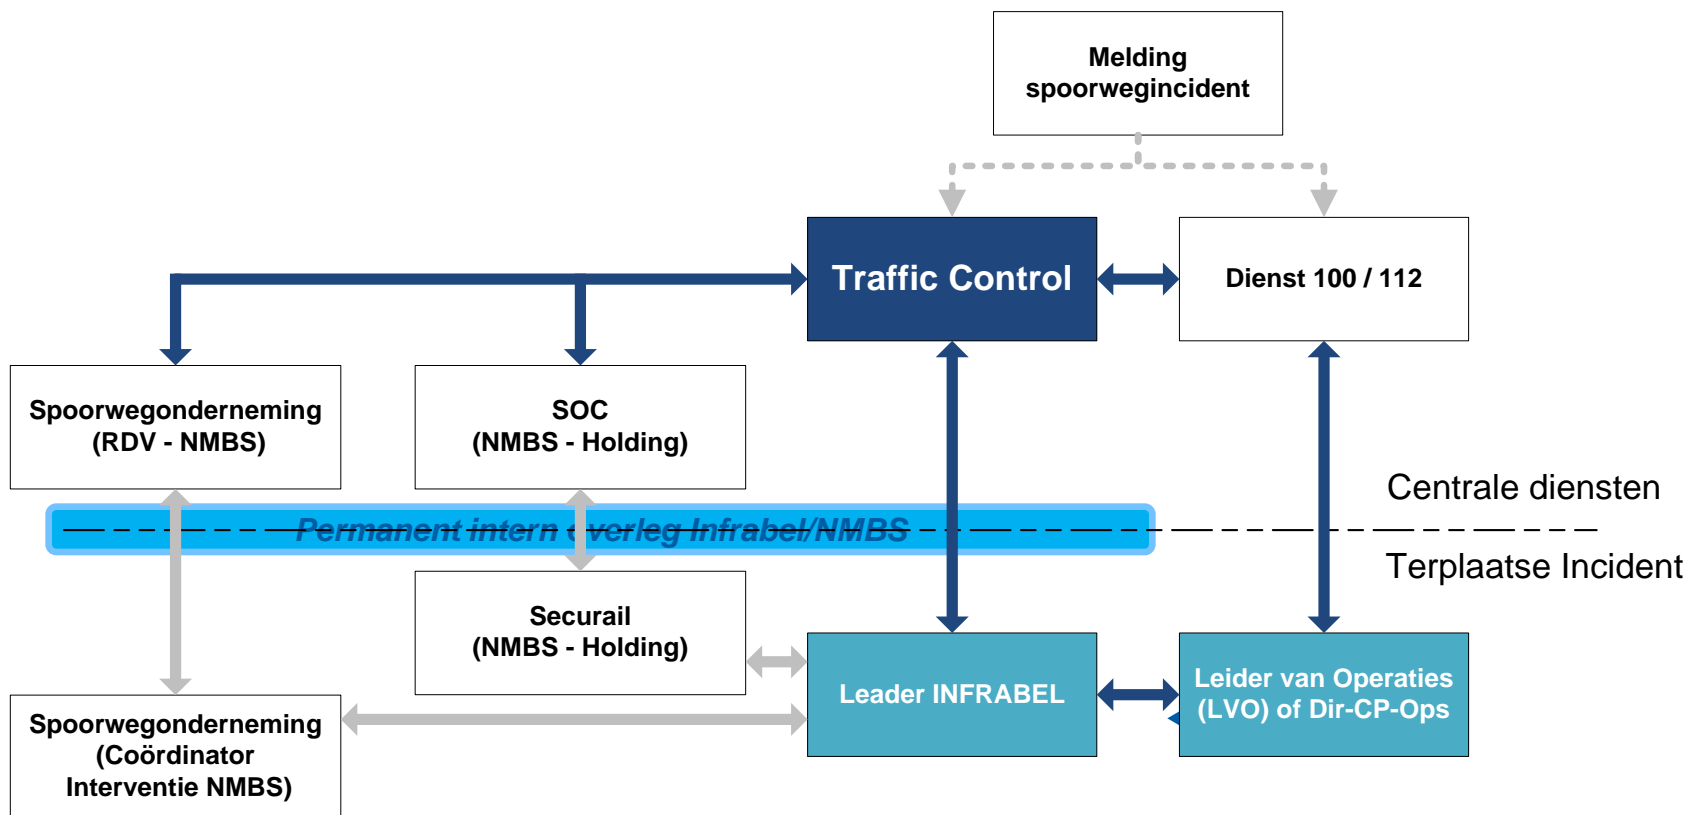 Melding
spoorwegincident
Traffic Control
Dienst 100 / 112
Spoorwegonderneming
(RDV - NMBS)
SOC
(NMBS - Holding)
Centrale diensten
Permanent intern overleg Infrabel/NMBS
Terplaatse Incident
Securail
(NMBS - Holding)
Leader INFRABEL
Leider van Operaties
(LVO) of Dir-CP-Ops
Spoorwegonderneming
(Coördinator
Interventie NMBS)